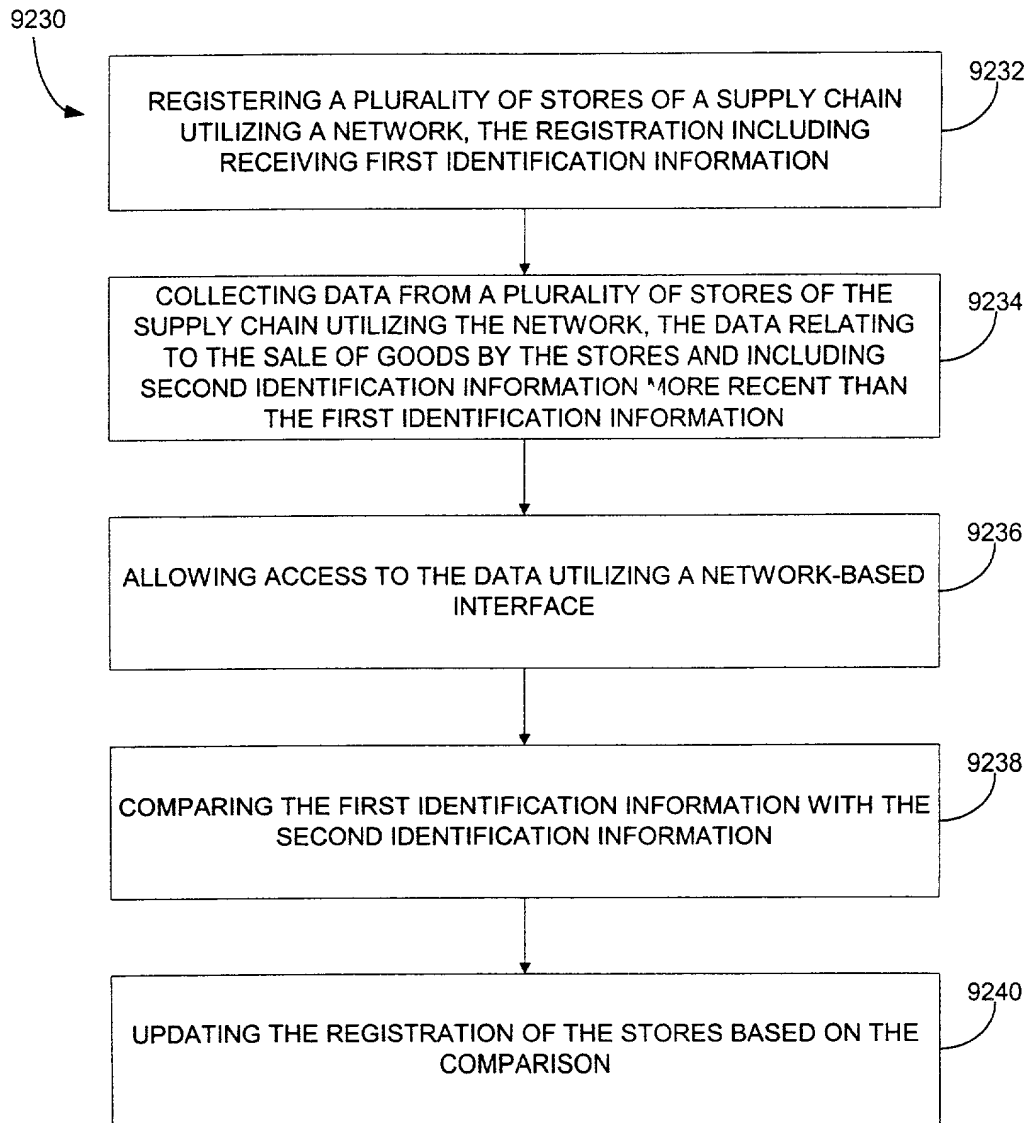 9230
9232
REGISTERING A PLURALITY OF STORES OF A SUPPLY CHAIN
UTILIZING A NETWORK, THE REGISTRATION INCLUDING
RECEIVING FIRST IDENTIFICATION INFORMATION
9234
COLLECTING DATA FROM A PLURALITY OF STORES OF THE
SUPPLY CHAIN UTILIZING THE NETWORK, THE DATA RELATING
TO THE SALE OF GOODS BY THE STORES AND INCLUDING
SECOND IDENTIFICATION INFORMATION MORE RECENT THAN
THE FIRST IDENTIFICATION INFORMATION
9236
ALLOWING ACCESS TO THE DATA UTILIZING A NETWORK-BASED
INTERFACE
9238
COMPARING THE FIRST IDENTIFICATION INFORMATION WITH THE
SECOND IDENTIFICATION INFORMATION
9240
UPDATING THE REGISTRATION OF THE STORES BASED ON THE
COMPARISON